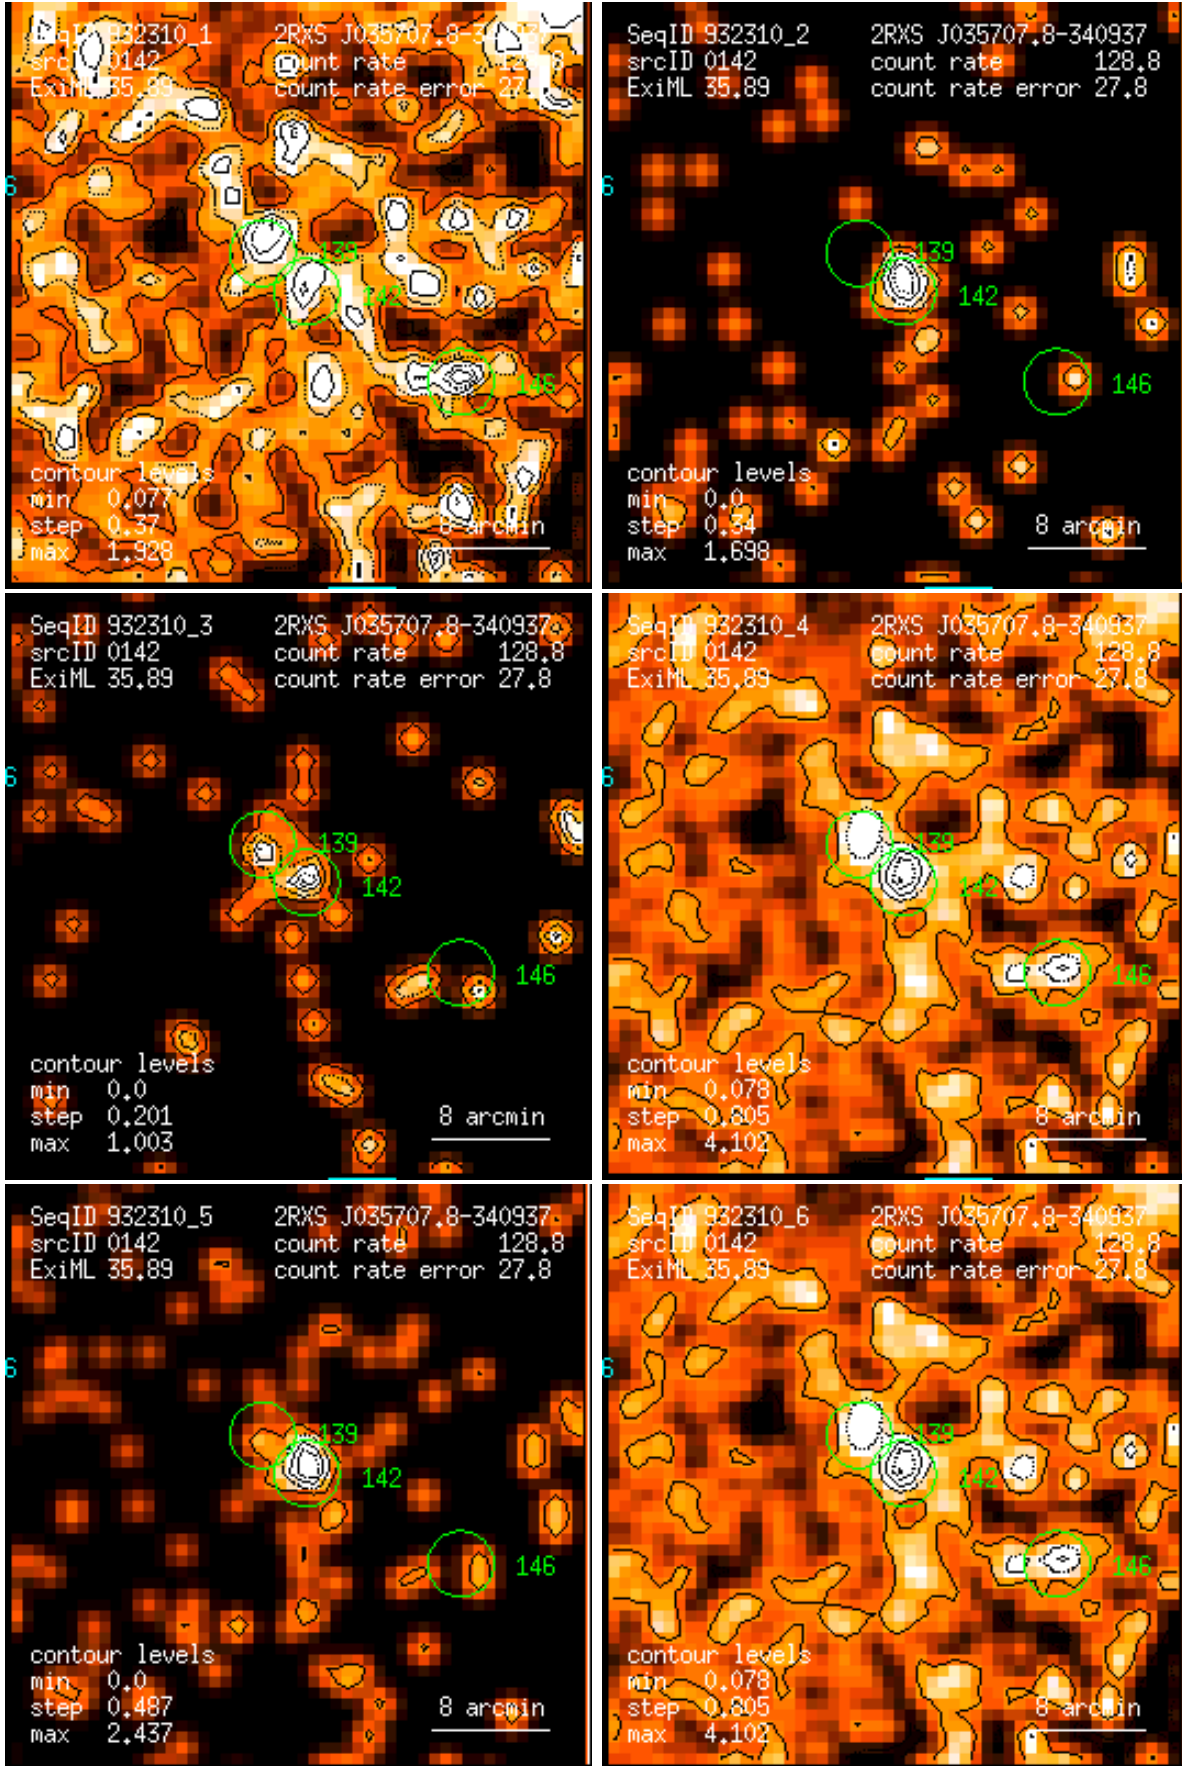 SeqID 932310_1 2RXS J035707.8-340937
srcID 0142 count rate 128.8
ExiML 35.89 count rate error 27.8
6
139
142
146
contour levels
min 0.077
step 0.37
max 1.928
8 arcmin
SeqID 932310_2 2RXS J035707.8-340937
srcID 0142 count rate 128.8
ExiML 35.89 count rate error 27.8
6
139
142
146
contour levels
min 0.0
step 0.34
max 1.698
8 arcmin
SeqID 932310_3 2RXS J035707.8-340937
srcID 0142 count rate 128.8
ExiML 35.89 count rate error 27.8
6
139
142
146
contour levels
min 0.0
step 0.201
max 1.003
8 arcmin
SeqID 932310_4 2RXS J035707.8-340937
srcID 0142 count rate 128.8
ExiML 35.89 count rate error 27.8
6
139
142
146
contour levels
min 0.078
step 0.805
max 4.102
8 arcmin
SeqID 932310_5 2RXS J035707.8-340937
srcID 0142 count rate 128.8
ExiML 35.89 count rate error 27.8
6
139
142
146
contour levels
min 0.0
step 0.487
max 2.437
8 arcmin
SeqID 932310_6 2RXS J035707.8-340937
srcID 0142 count rate 128.8
ExiML 35.89 count rate error 27.8
6
139
142
146
contour levels
min 0.078
step 0.805
max 4.102
8 arcmin